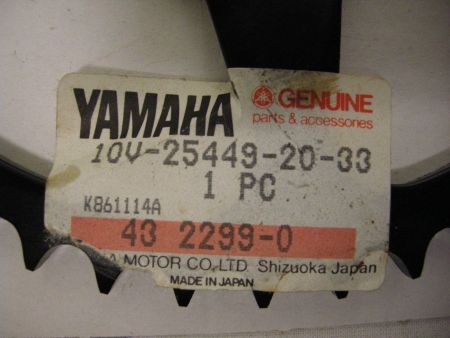 YAMAHA GENUINE
parts & accessories
10V-25449-20-33
1 PC
K861114A
43 2299-0
A MOTOR CO., LTD. Shizuoka Japan
MADE IN JAPAN